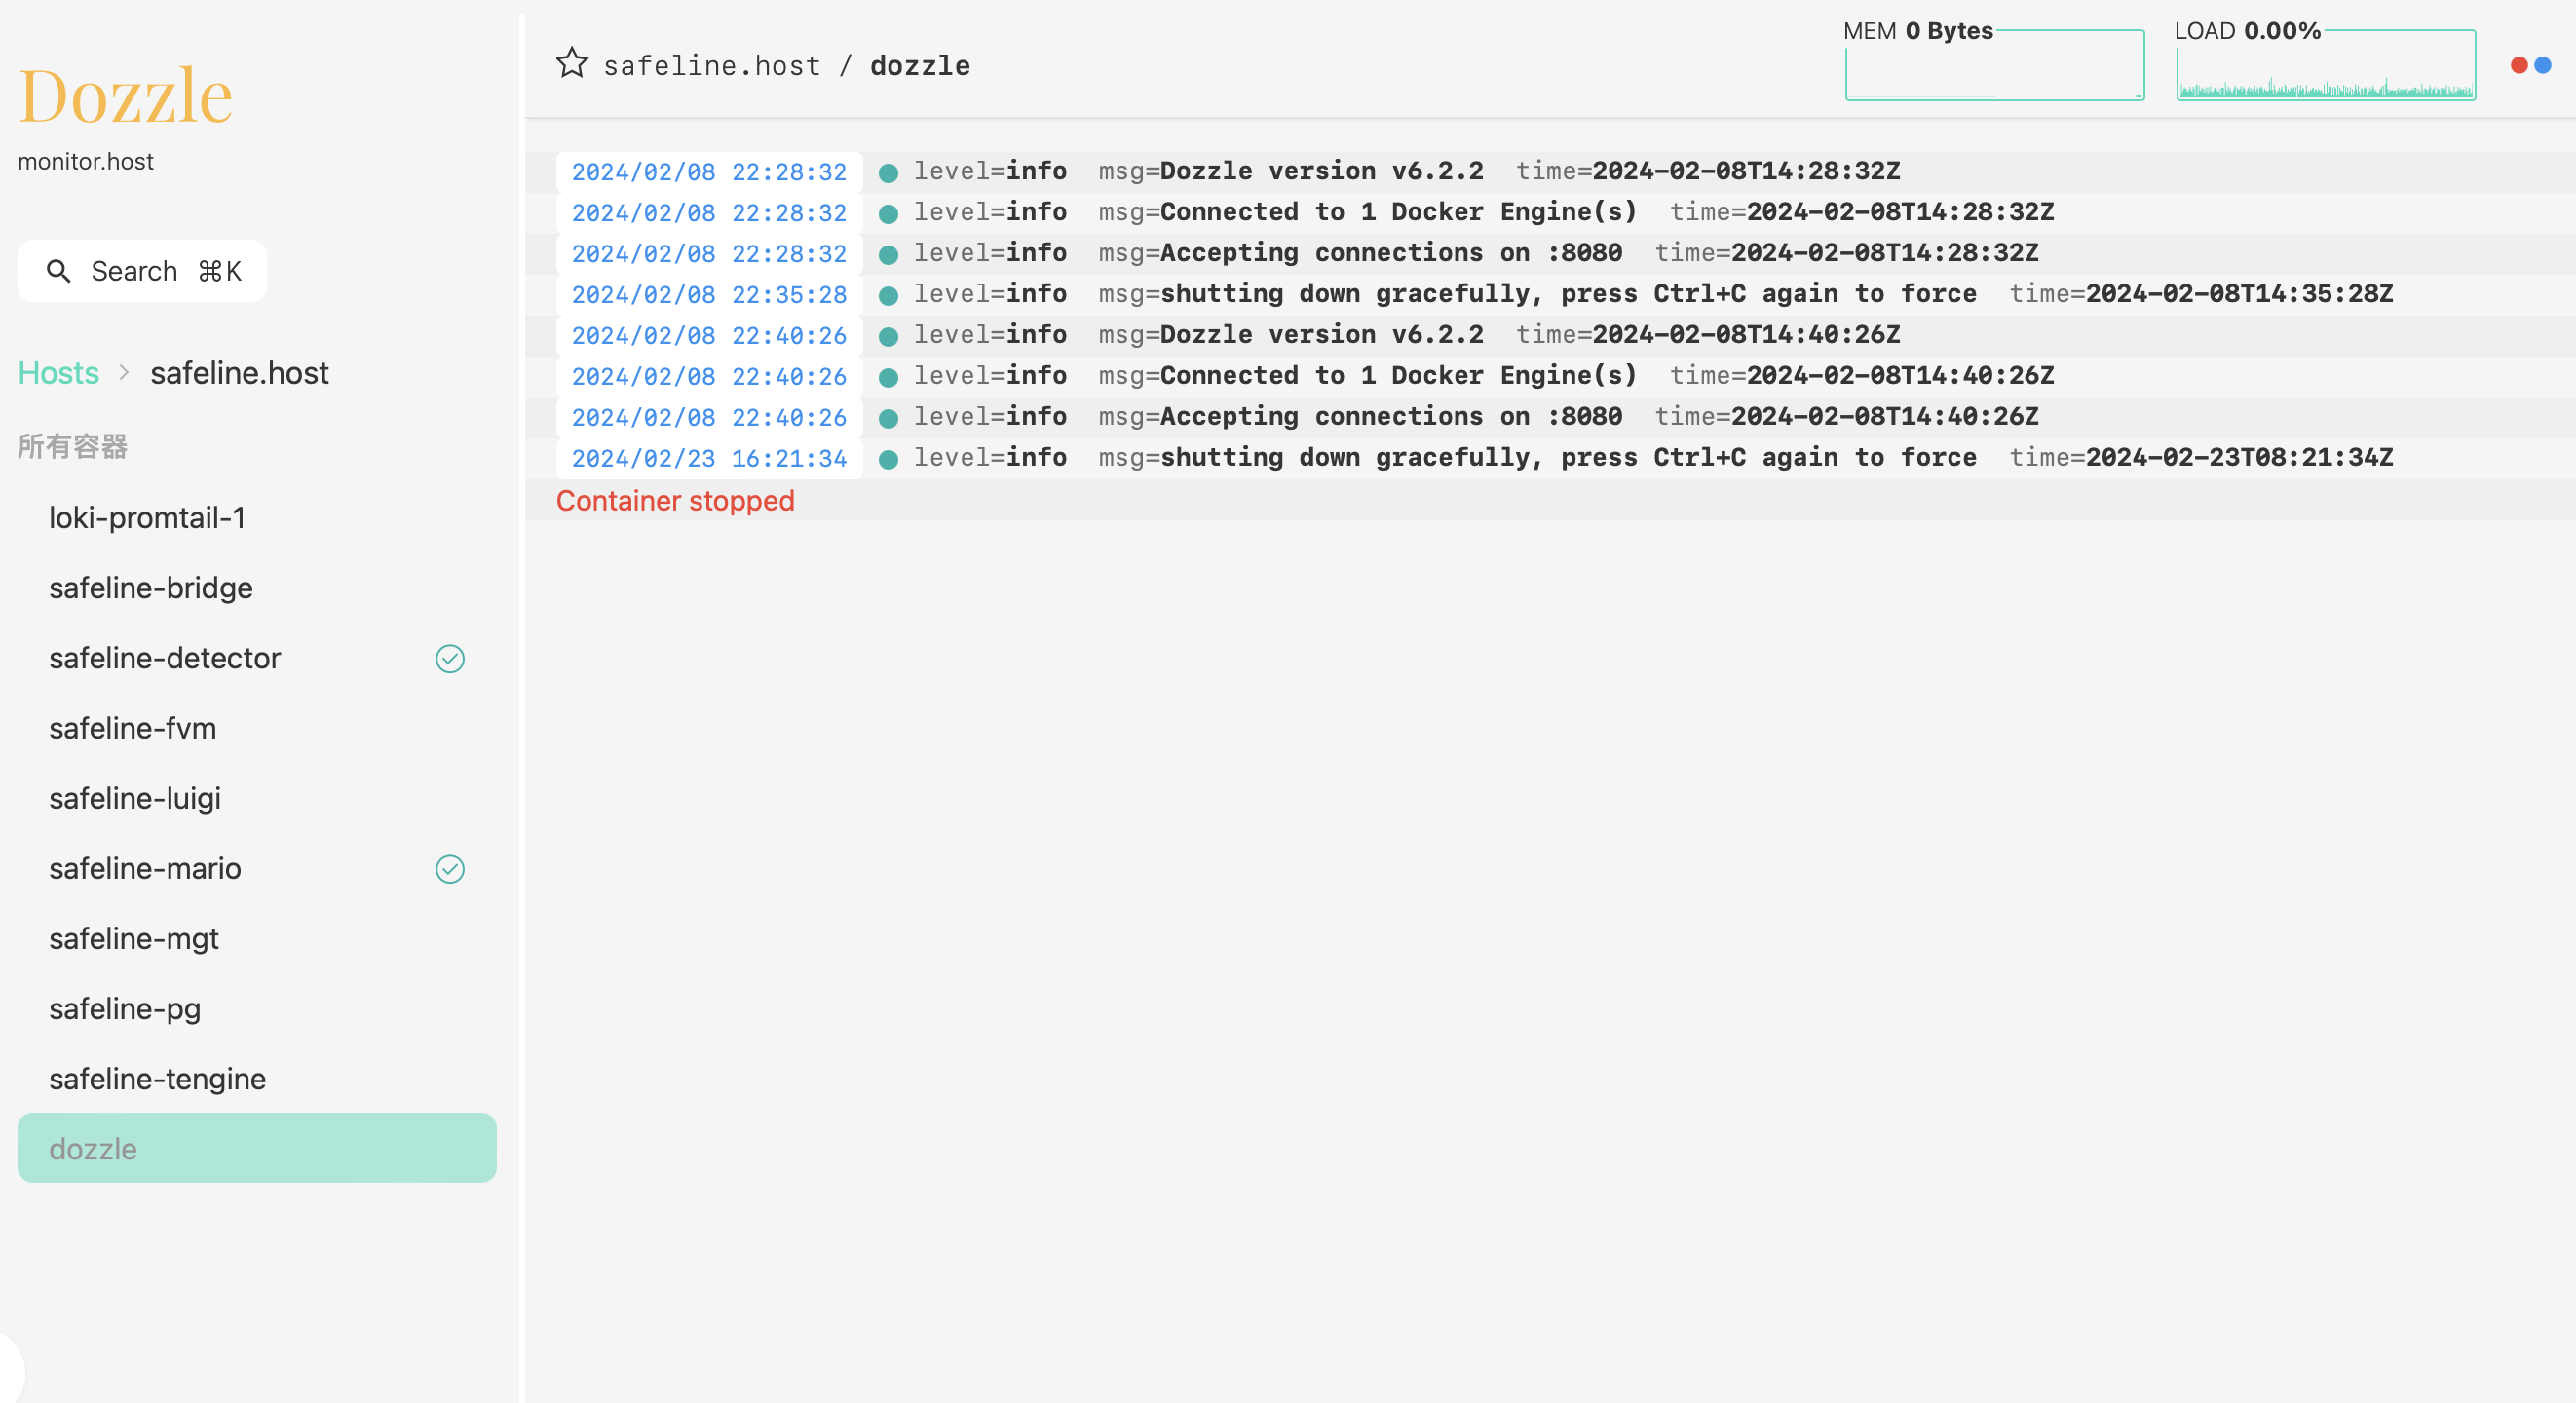 Dozzle
monitor.host
Search ⌘K
Hosts > safeline.host
所有容器
loki-promtail-1
safeline-bridge
safeline-detector
safeline-fvm
safeline-luigi
safeline-mario
safeline-mgt
safeline-pg
safeline-tengine
dozzle
safeline.host / dozzle
MEM 0 Bytes
LOAD 0.00%
2024/02/08 22:28:32 level=info msg=Dozzle version v6.2.2 time=2024-02-08T14:28:32Z
2024/02/08 22:28:32 level=info msg=Connected to 1 Docker Engine(s) time=2024-02-08T14:28:32Z
2024/02/08 22:28:32 level=info msg=Accepting connections on :8080 time=2024-02-08T14:28:32Z
2024/02/08 22:35:28 level=info msg=shutting down gracefully, press Ctrl+C again to force time=2024-02-08T14:35:28Z
2024/02/08 22:40:26 level=info msg=Dozzle version v6.2.2 time=2024-02-08T14:40:26Z
2024/02/08 22:40:26 level=info msg=Connected to 1 Docker Engine(s) time=2024-02-08T14:40:26Z
2024/02/08 22:40:26 level=info msg=Accepting connections on :8080 time=2024-02-08T14:40:26Z
2024/02/23 16:21:34 level=info msg=shutting down gracefully, press Ctrl+C again to force time=2024-02-23T08:21:34Z
Container stopped